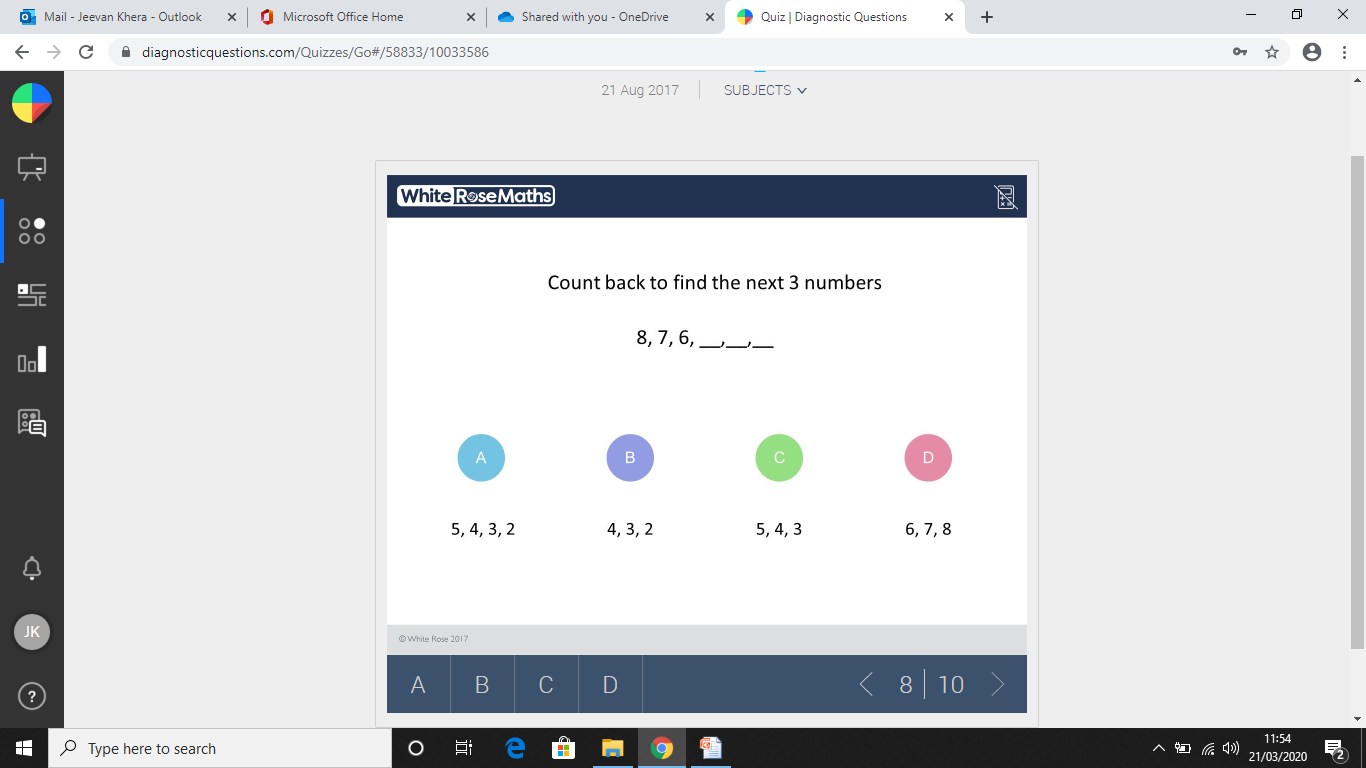 Mail - Jeevan Khera - Outlook
Microsoft Office Home
Shared with you - OneDrive
Quiz | Diagnostic Questions
diagnosticquestions.com/Quizzes/Go#/58833/10033586
21 Aug 2017
SUBJECTS
White Rose Maths
Count back to find the next 3 numbers
8, 7, 6, __,__,__
A B C D
5, 4, 3, 2
4, 3, 2
5, 4, 3
6, 7, 8
© White Rose 2017
JK
?
A B C D 8 | 10
Type here to search
11:54
21/03/2020
2